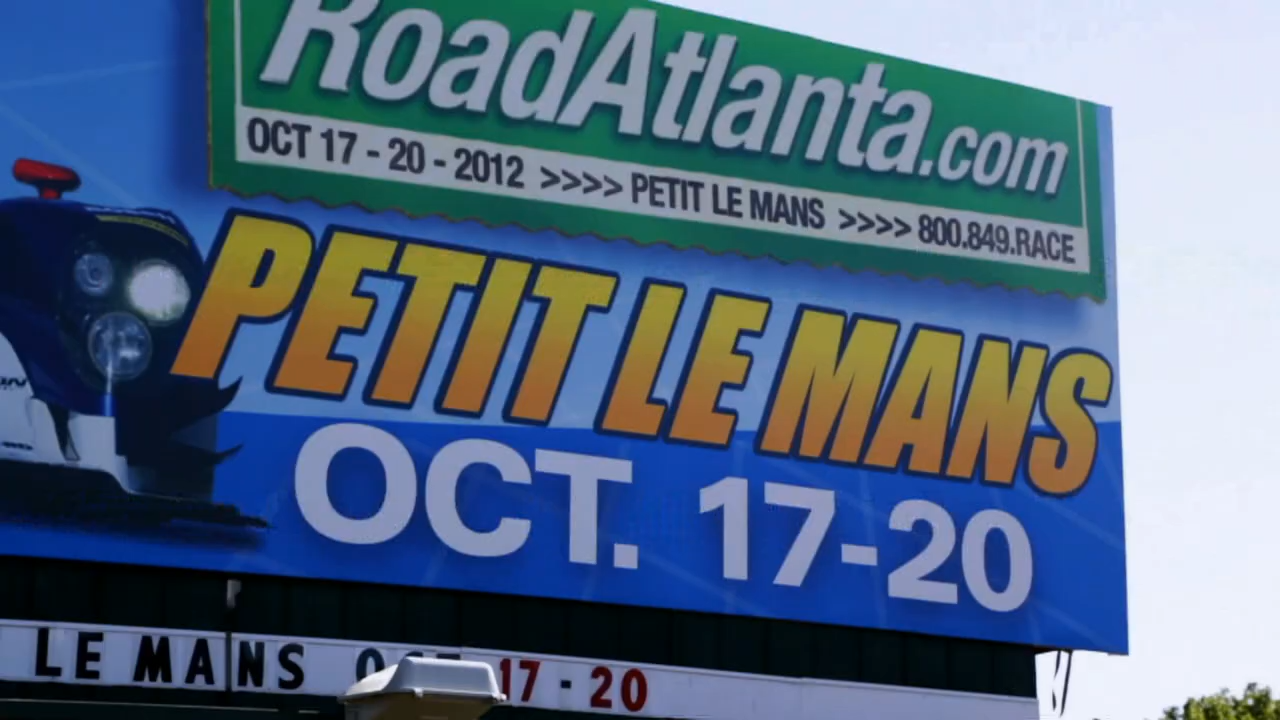 RoadAtlanta.com
OCT 17 - 20 - 2012 >>>> PETIT LE MANS >>>> 800.849.RACE
PETIT LE MANS
OCT. 17-20
LE MANS OCT 17 - 20